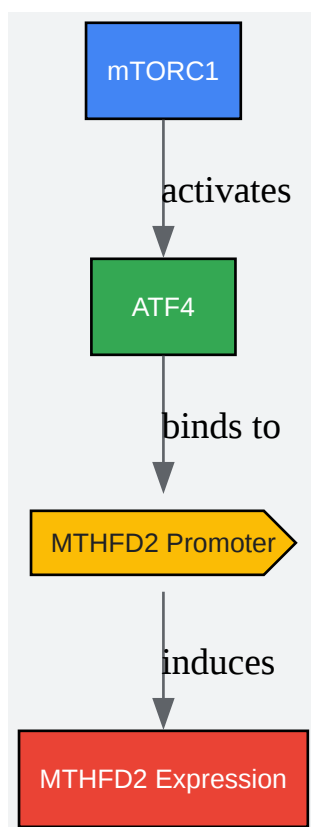 mTORC1
activates
ATF4
binds to
MTHFD2 Promoter
induces
MTHFD2 Expression